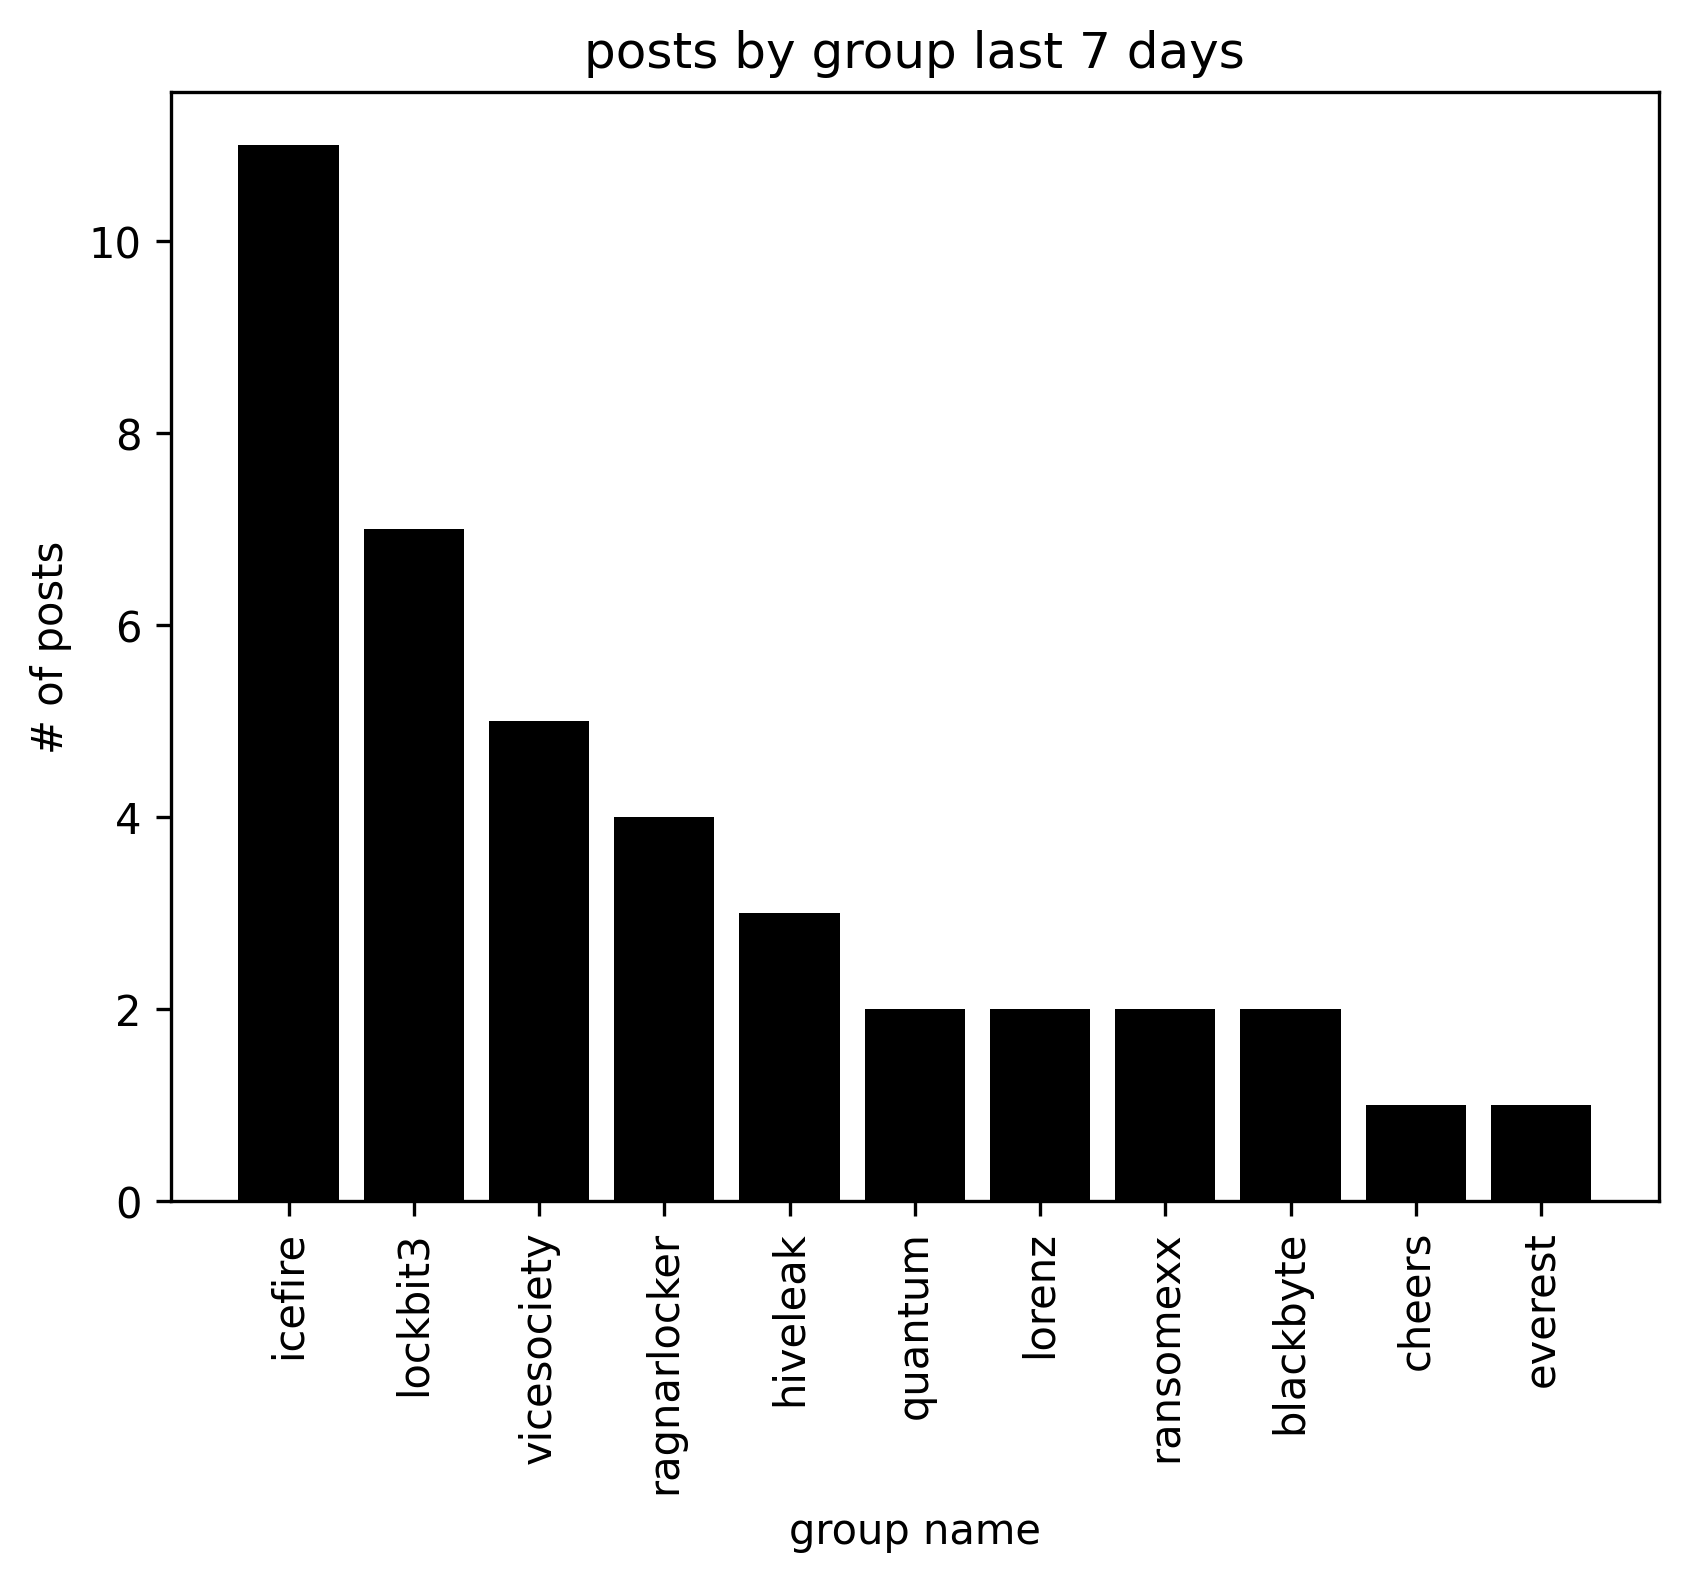 posts by group last 7 days
# of posts
10
8
6
4
2
0
icefire
lockbit3
vicesociety
ragnarlocker
hiveleak
quantum
lorenz
ransomexx
blackbyte
cheers
everest
group name